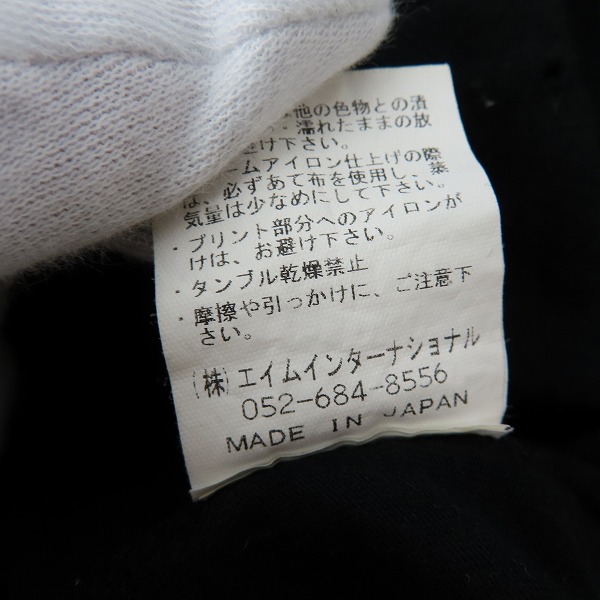 他の色物との漬
・濡れたままの放
け下さい。
ームアイロン仕上げの際
は、必ずあて布を使用し、蒸
気量は少なめにして下さい。
・プリント部分へのアイロンが
けは、お避け下さい。
・タンブル乾燥禁止
・摩擦や引っかけに、ご注意下
さい。
(株)エイムインターナショナル
052-684-8556
MADE IN JAPAN